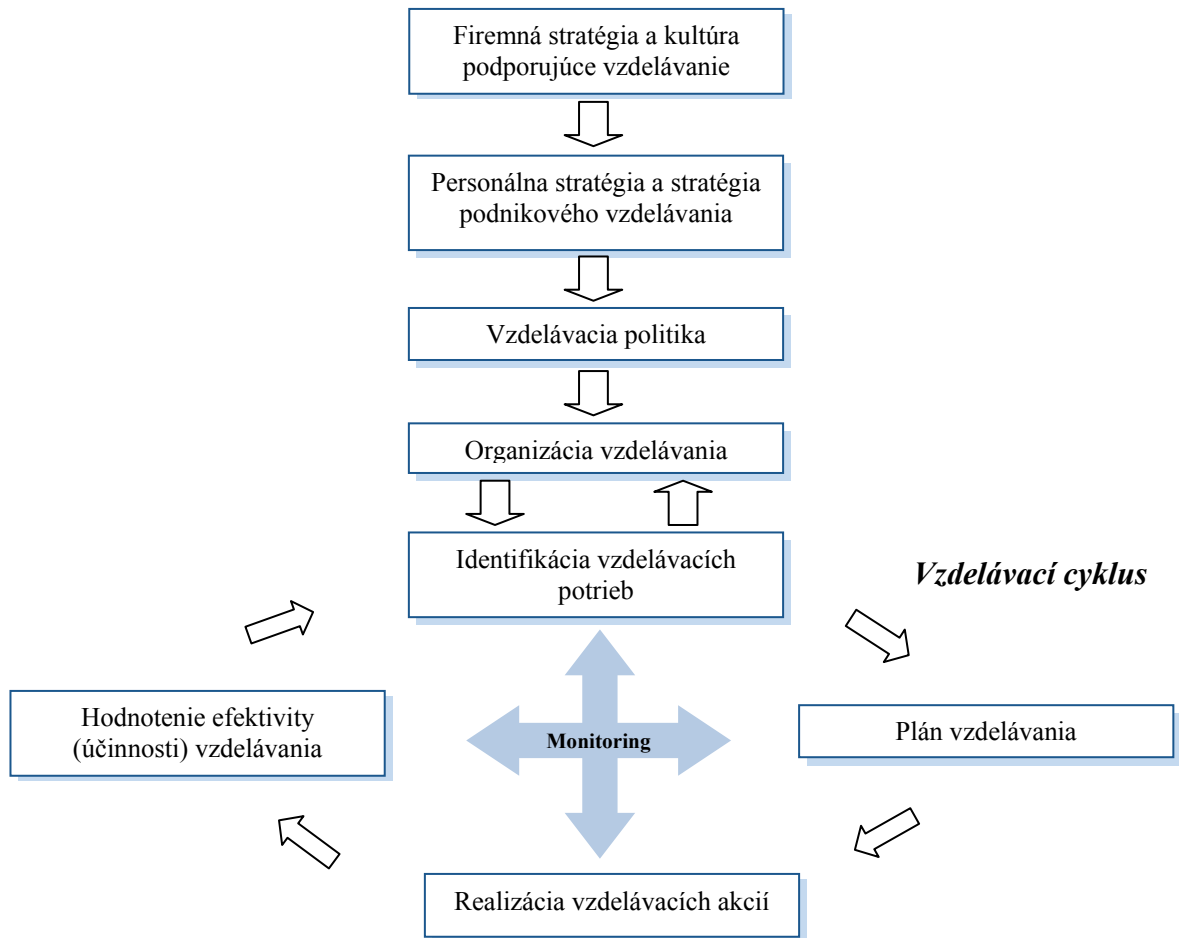 Firemná stratégia a kultúra
podporujúce vzdelávanie
Personálna stratégia a stratégia
podnikového vzdelávania
Vzdelávacia politika
Organizácia vzdelávania
Identifikácia vzdelávacích
potrieb
Vzdelávací cyklus
Hodnotenie efektivity
(účinnosti) vzdelávania
Monitoring
Plán vzdelávania
Realizácia vzdelávacích akcií